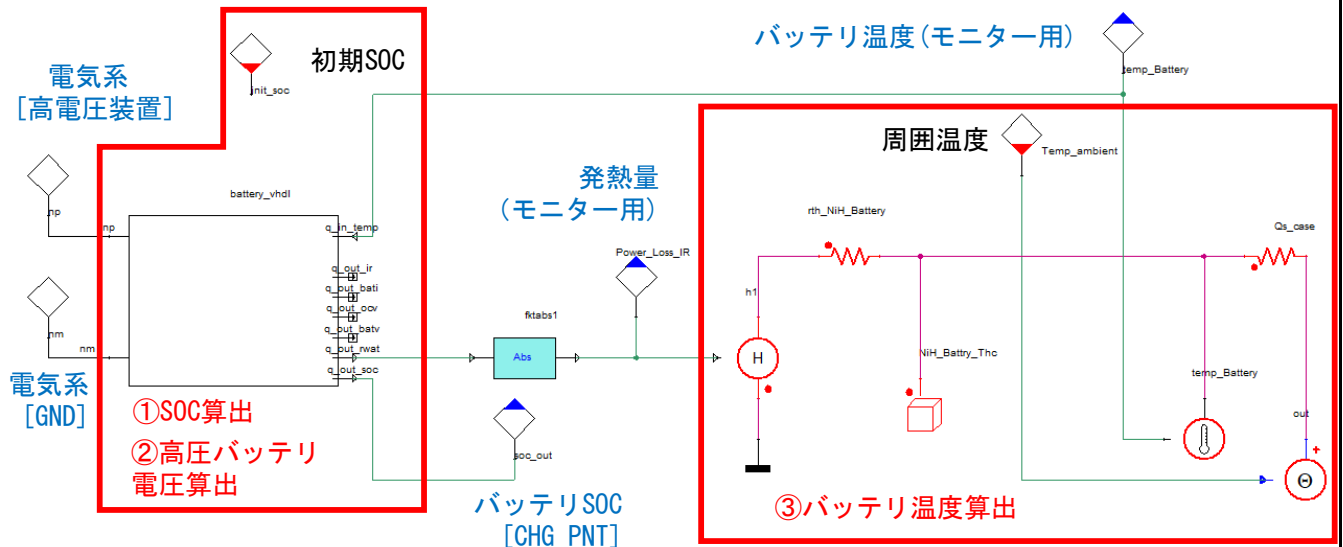 電気系
[高電圧装置]
初期SOC
init_soc
バッテリ温度(モニター用)
temp_Battery
周囲温度
Temp_ambient
発熱量
(モニター用)
battery_vhdl
np
np
nm
nm
q_in_temp
q_out_ir
q_out_bati
q_out_ocv
q_out_batv
q_out_rwat
q_out_soc
電気系
[GND]
①SOC算出
②高圧バッテリ
電圧算出
fktabs1
Abs
Power_Loss_IR
soc_out
バッテリSOC
[CHG PNT]
rth_NiH_Battery
Qs_case
h1
H
NiH_Battry_Thc
temp_Battery
out
+
Θ
③バッテリ温度算出